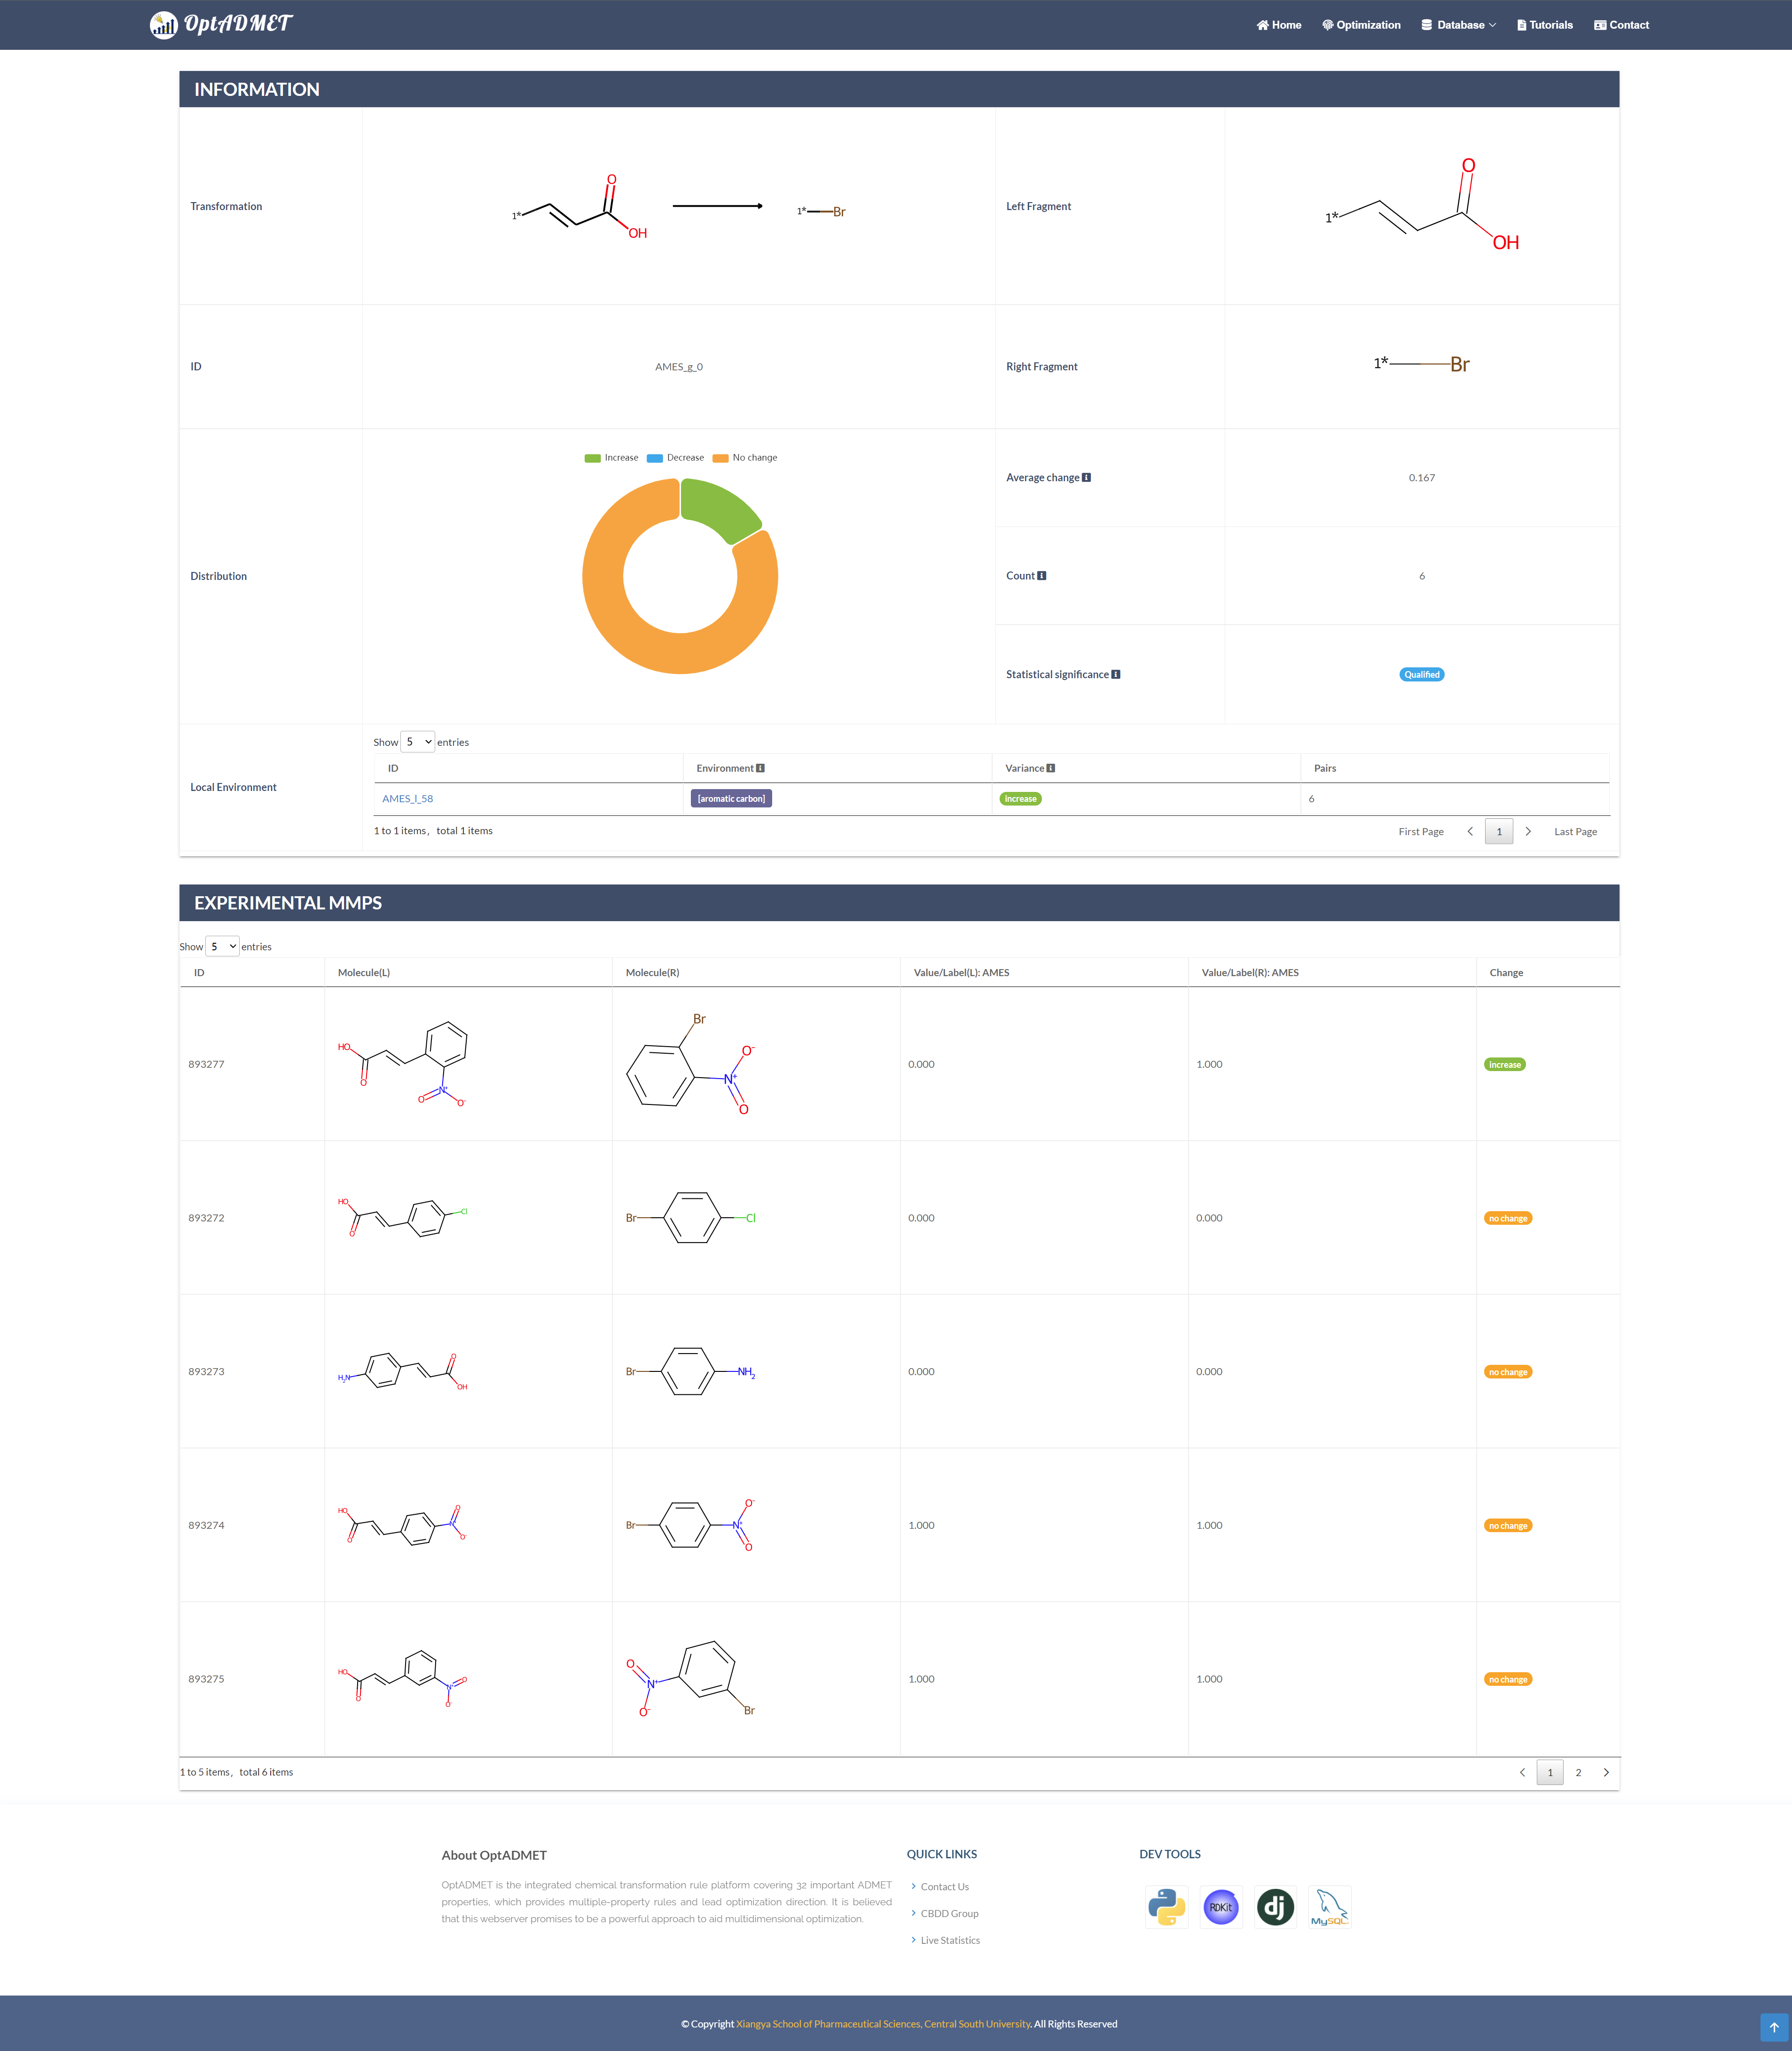 OptADMET
Home Optimization Database Tutorials Contact
INFORMATION
Transformation
1*
O
OH
1*
Br
Left Fragment
1*
O
OH
ID
AMES_g_0
Right Fragment
1*
Br
Distribution
Increase Decrease No change
Average change
0.167
Count
6
Statistical significance
Qualified
Local Environment
Show 5 entries
ID Environment Variance Pairs
AMES_l_58 [aromatic carbon] increase 6
1 to 1 items，total 1 items
First Page 1 Last Page
EXPERIMENTAL MMPS
Show 5 entries
ID Molecule(L) Molecule(R) Value/Label(L): AMES Value/Label(R): AMES Change
893277
HO
O
N+
O
O-
Br
N+
O-
O
0.000
1.000
increase
893272
HO
O
Cl
Br
Cl
0.000
0.000
no change
893273
H2N
O
OH
Br
NH2
0.000
0.000
no change
893274
HO
O
N+
O
O-
Br
N+
O-
O
1.000
1.000
no change
893275
HO
O
N+
O
O-
O
N+
O-
Br
1.000
1.000
no change
1 to 5 items，total 6 items
1 2
About OptADMET
OptADMET is the integrated chemical transformation rule platform covering 32 important ADMET
properties, which provides multiple-property rules and lead optimization direction. It is believed
that this webserver promises to be a powerful approach to aid multidimensional optimization.
QUICK LINKS
Contact Us
CBDD Group
Live Statistics
DEV TOOLS
RDKit
dj
MySQL
© Copyright Xiangya School of Pharmaceutical Sciences, Central South University. All Rights Reserved